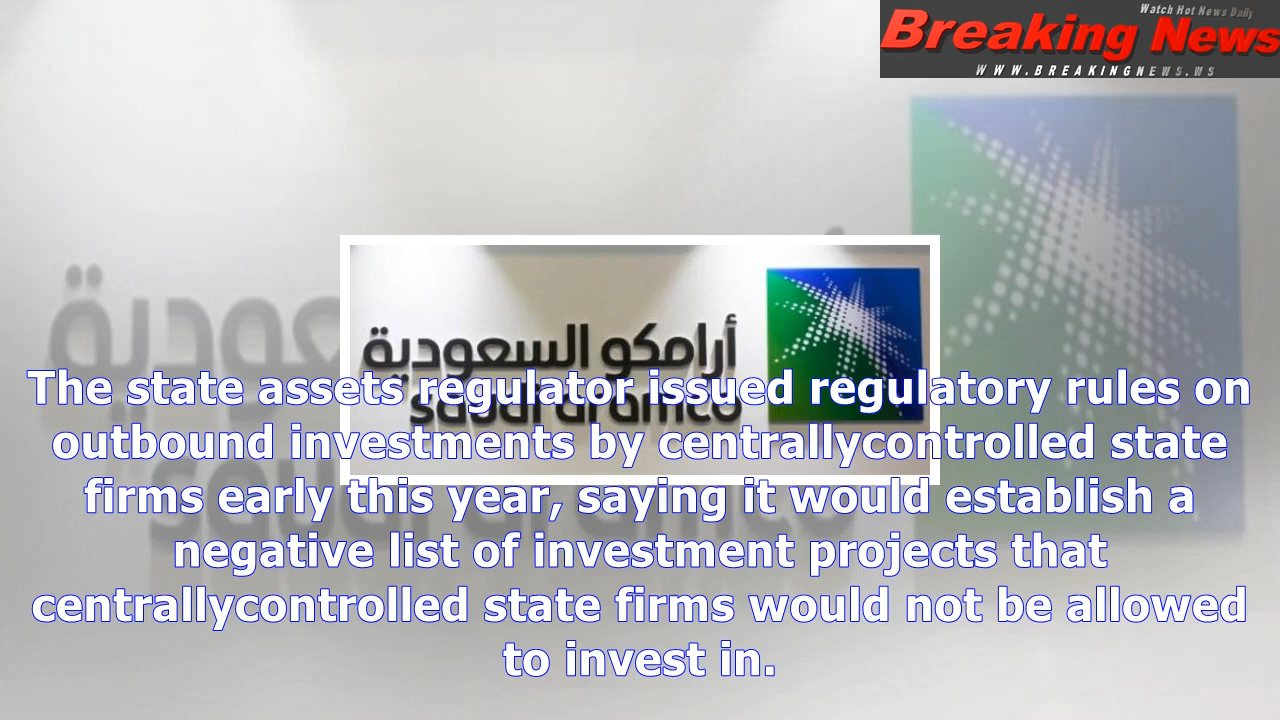 Watch Hot News Daily
Breaking News
WWW.BREAKINGNEWS.WS
أرامكو السعودية
saudi aramco
The state assets regulator issued regulatory rules on
outbound investments by centrallycontrolled state
firms early this year, saying it would establish a
negative list of investment projects that
centrallycontrolled state firms would not be allowed
to invest in.